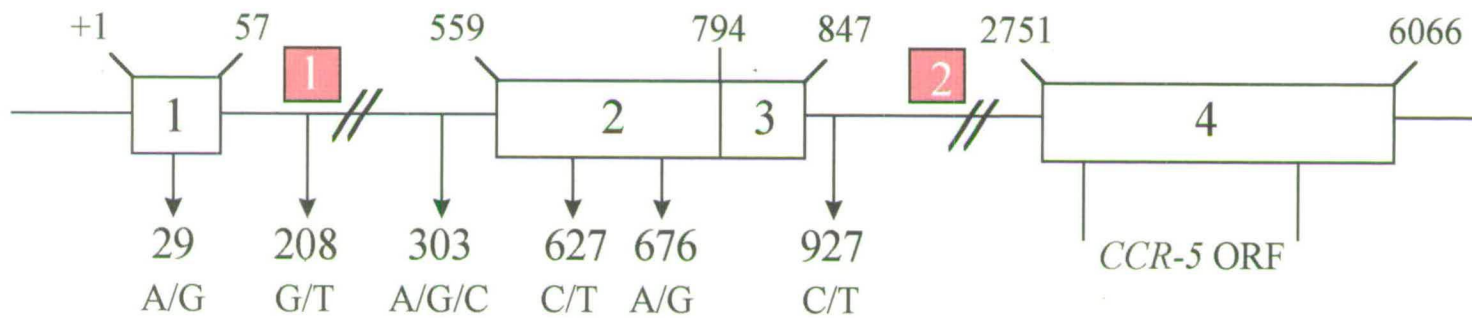 +1 57 559 794 847 2751 6066
1 2
1 2 3 4
29 208 303 627 676 927 CCR-5 ORF
A/G G/T A/G/C C/T A/G C/T